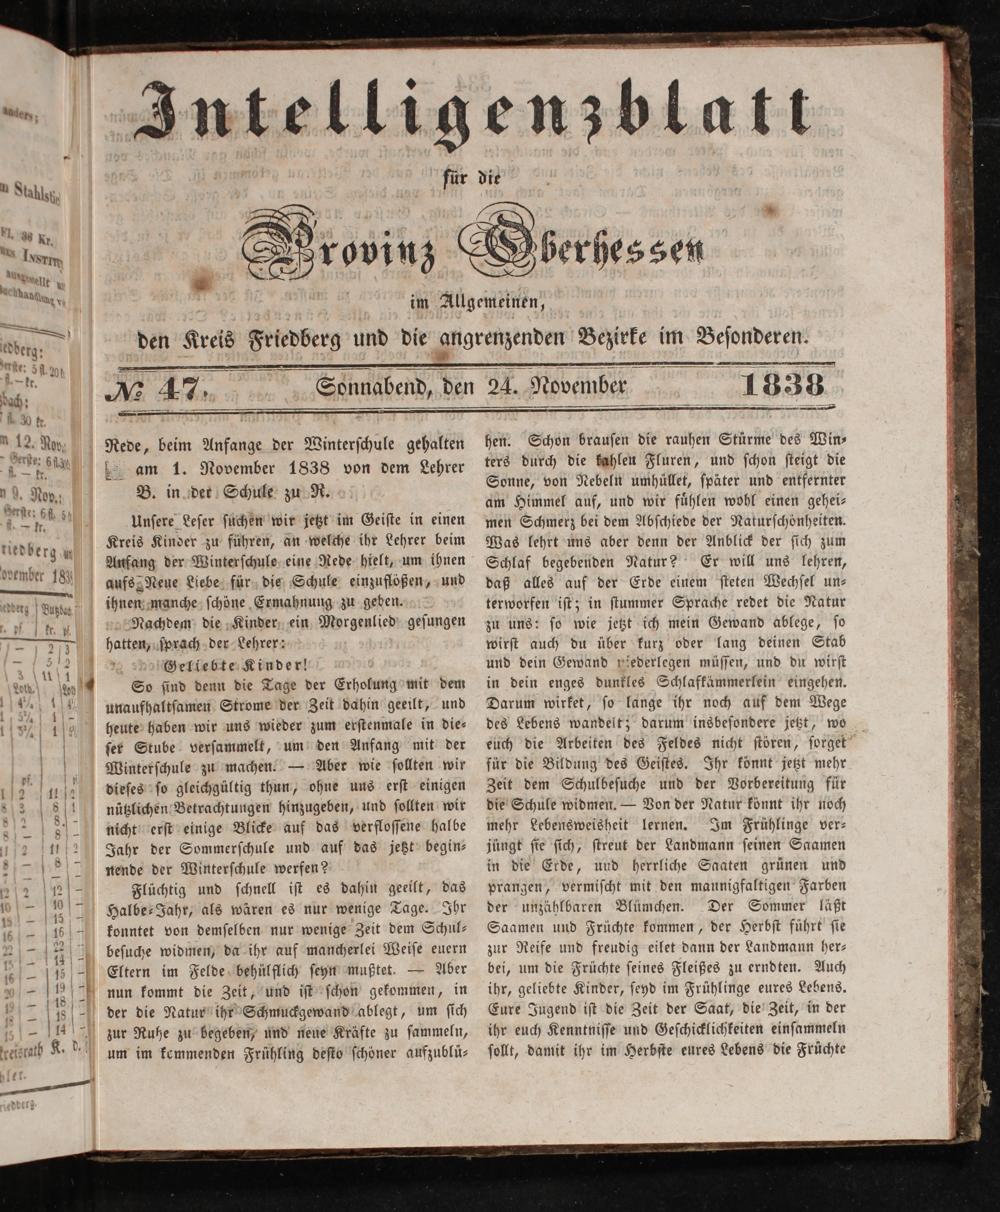 Intelligenzblatt
für die
Provinz Oberhessen
im Allgemeinen,
den Kreis Friedberg und die angrenzenden Bezirke im Besonderen.
№ 47. Sonnabend, den 24. November 1838
Rede, beim Anfange der Winterschule gehalten
am 1. November 1838 von dem Lehrer
B. in der Schule zu R.
Unsere Leser suchen wir jetzt im Geiste in einen
Kreis Kinder zu führen, an welche ihr Lehrer beim
Anfang der Winterschule eine Rede hielt, um ihnen
aufs Neue Liebe für die Schule einzuflößen, und
ihnen manche schöne Ermahnung zu geben.
Nachdem die Kinder ein Morgenlied gesungen
hatten, sprach der Lehrer:
Geliebte Kinder!
So sind denn die Tage der Erholung mit dem
unaufhaltsamen Strome der Zeit dahin geeilt, und
heute haben wir uns wieder zum erstenmale in die-
ser Stube versammelt, um den Anfang mit der
Winterschule zu machen. — Aber wie sollten wir
dieses so gleichgültig thun, ohne uns erst einigen
nützlichen Betrachtungen hinzugeben, und sollten wir
nicht erst einige Blicke auf das verflossene halbe
Jahr der Sommerschule und auf das jetzt begin-
nende der Winterschule werfen?
Flüchtig und schnell ist es dahin geeilt, das
Halbe-Jahr, als wären es nur wenige Tage. Ihr
konntet von demselben nur wenige Zeit dem Schul-
besuche widmen, da ihr auf mancherlei Weise euern
Eltern im Felde behülflich seyn mußtet. — Aber
nun kommt die Zeit, und ist schon gekommen, in
der die Natur ihr Schmuckgewand ablegt, um sich
zur Ruhe zu begeben, und neue Kräfte zu sammeln,
um im kommenden Frühling desto schöner aufzublü-
hen. Schon brausen die rauhen Stürme des Win-
ters durch die kahlen Fluren, und schon steigt die
Sonne, von Nebeln umhüllet, später und entfernter
am Himmel auf, und wir fühlen wohl einen gehei-
men Schmerz bei dem Abschiede der Naturschönheiten.
Was lehrt uns aber denn der Anblick der sich zum
Schlaf begebenden Natur? Er will uns lehren,
daß alles auf der Erde einem steten Wechsel un-
terworfen ist; in stummer Sprache redet die Natur
zu uns: so wie jetzt ich mein Gewand ablege, so
wirst auch du über kurz oder lang deinen Stab
und dein Gewand niederlegen müssen, und du wirst
in dein enges dunkles Schlafkämmerlein eingehen.
Darum wirket, so lange ihr noch auf dem Wege
des Lebens wandelt; darum insbesondere jetzt, wo
euch die Arbeiten des Feldes nicht stören, sorget
für die Bildung des Geistes. Ihr könnt jetzt mehr
Zeit dem Schulbesuche und der Vorbereitung für
die Schule widmen. — Von der Natur könnt ihr noch
mehr Lebensweisheit lernen. Im Frühlinge ver-
jüngt sie sich, streut der Landmann seinen Saamen
in die Erde, und herrliche Saaten grünen und
prangen, vermischt mit den mannigfaltigen Farben
der unzählbaren Blümchen. Der Sommer läßt
Saamen und Früchte kommen, der Herbst führt sie
zur Reife und freudig eilet dann der Landmann her-
bei, um die Früchte seines Fleißes zu erndten. Auch
ihr, geliebte Kinder, seyd im Frühlinge eures Lebens.
Eure Jugend ist die Zeit der Saat, die Zeit, in der
ihr euch Kenntnisse und Geschicklichkeiten einsammeln
sollt, damit ihr im Herbste eures Lebens die Früchte